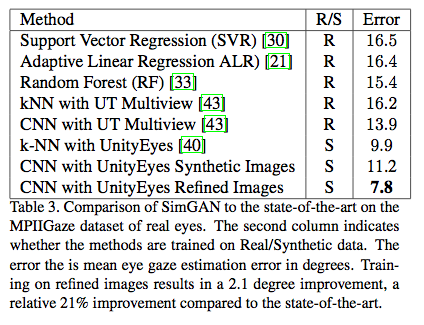 Method R/S Error
Support Vector Regression (SVR) [30] R 16.5
Adaptive Linear Regression ALR) [21] R 16.4
Random Forest (RF) [33] R 15.4
kNN with UT Multiview [43] R 16.2
CNN with UT Multiview [43] R 13.9
k-NN with UnityEyes [40] S 9.9
CNN with UnityEyes Synthetic Images S 11.2
CNN with UnityEyes Refined Images S 7.8
Table 3. Comparison of SimGAN to the state-of-the-art on the
MPIIGaze dataset of real eyes. The second column indicates
whether the methods are trained on Real/Synthetic data. The
error the is mean eye gaze estimation error in degrees. Train-
ing on refined images results in a 2.1 degree improvement, a
relative 21% improvement compared to the state-of-the-art.